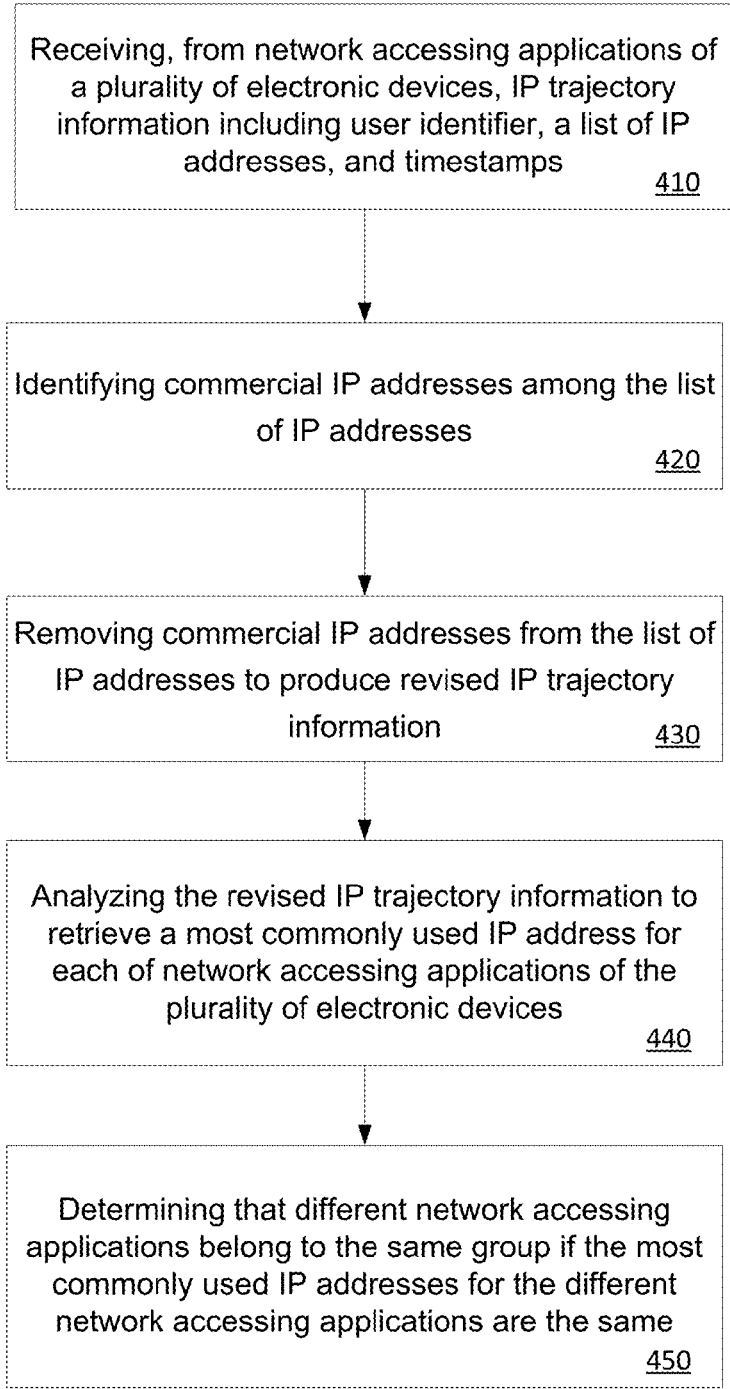 Receiving, from network accessing applications of
a plurality of electronic devices, IP trajectory
information including user identifier, a list of IP
addresses, and timestamps
410
Identifying commercial IP addresses among the list
of IP addresses
420
Removing commercial IP addresses from the list of
IP addresses to produce revised IP trajectory
information
430
Analyzing the revised IP trajectory information to
retrieve a most commonly used IP address for
each of network accessing applications of the
plurality of electronic devices
440
Determining that different network accessing
applications belong to the same group if the most
commonly used IP addresses for the different
network accessing applications are the same
450